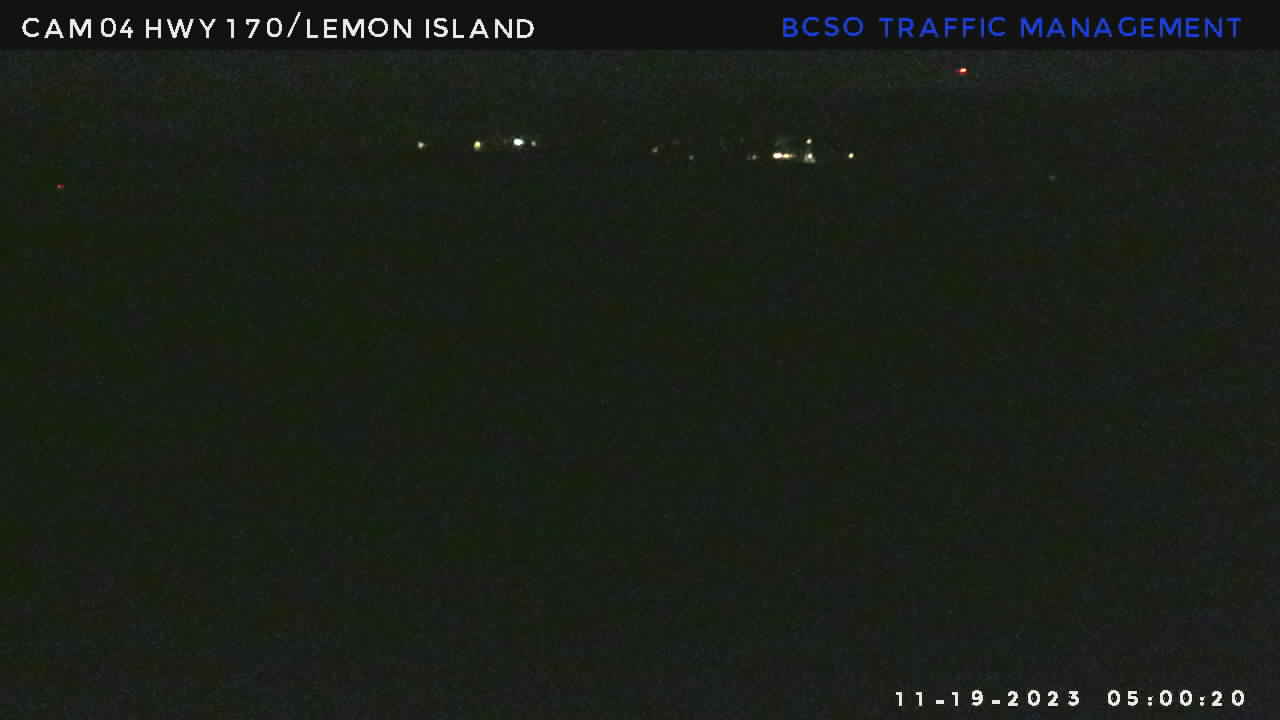 CAM04 HWY 170/LEMON ISLAND
BCSO TRAFFIC MANAGEMENT
11-19-2023 05:00:20